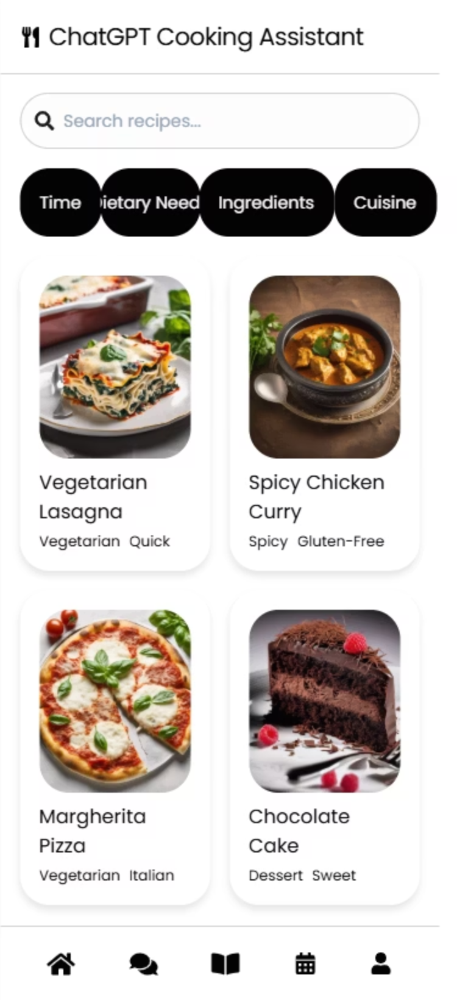 ChatGPT Cooking Assistant
Search recipes...
Time ietary Need Ingredients Cuisine
Vegetarian Lasagna
Vegetarian Quick
Spicy Chicken Curry
Spicy Gluten-Free
Margherita Pizza
Vegetarian Italian
Chocolate Cake
Dessert Sweet